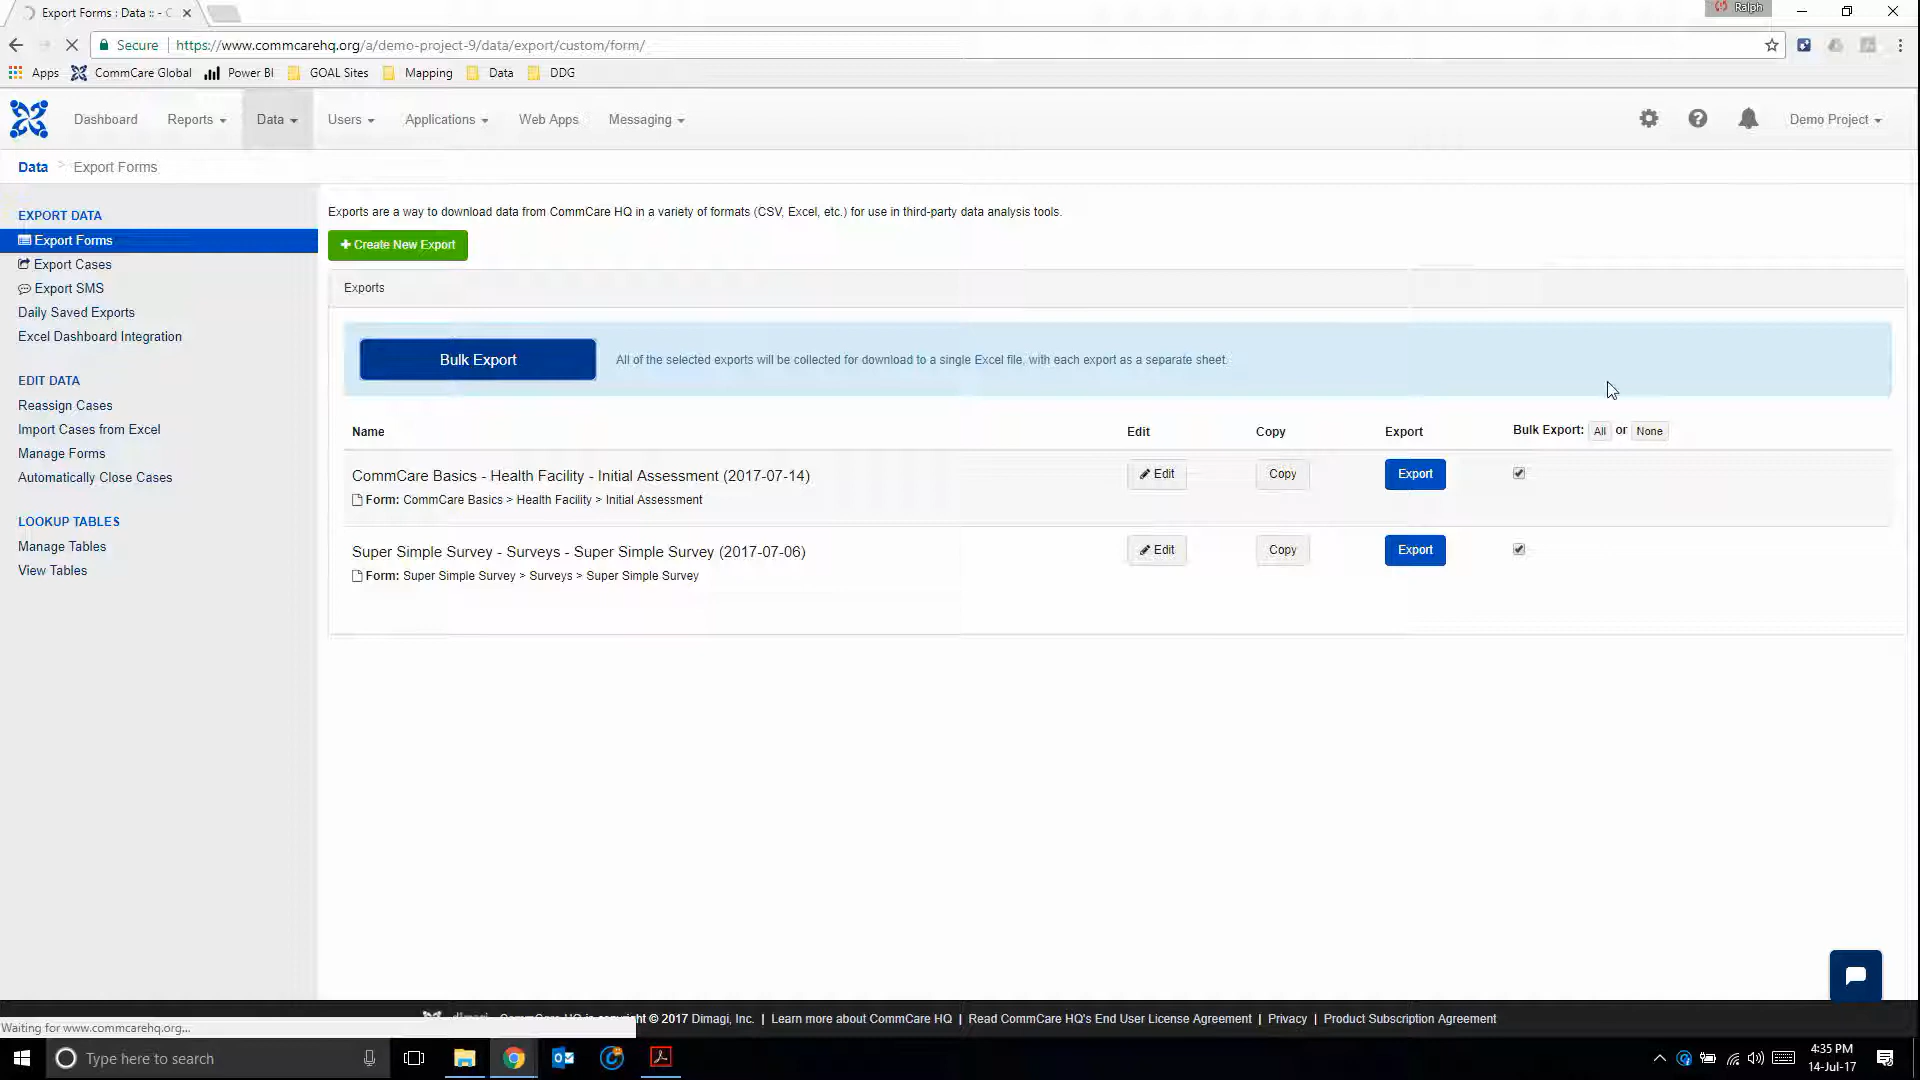 Export Forms : Data :: - C
Ralph
Secure https://www.commcarehq.org/a/demo-project-9/data/export/custom/form/
Apps CommCare Global Power BI GOAL Sites Mapping Data DDG
Dashboard Reports Data Users Applications Web Apps Messaging Demo Project
Data > Export Forms
EXPORT DATA
Export Forms
Export Cases
Export SMS
Daily Saved Exports
Excel Dashboard Integration
EDIT DATA
Reassign Cases
Import Cases from Excel
Manage Forms
Automatically Close Cases
LOOKUP TABLES
Manage Tables
View Tables
Exports are a way to download data from CommCare HQ in a variety of formats (CSV, Excel, etc.) for use in third-party data analysis tools.
+ Create New Export
Exports
Bulk Export All of the selected exports will be collected for download to a single Excel file, with each export as a separate sheet.
Name Edit Copy Export Bulk Export: All or None
CommCare Basics - Health Facility - Initial Assessment (2017-07-14) Edit Copy Export
Form: CommCare Basics > Health Facility > Initial Assessment
Super Simple Survey - Surveys - Super Simple Survey (2017-07-06) Edit Copy Export
Form: Super Simple Survey > Surveys > Super Simple Survey
© 2017 Dimagi, Inc. | Learn more about CommCare HQ | Read CommCare HQ's End User License Agreement | Privacy | Product Subscription Agreement
Waiting for www.commcarehq.org...
Type here to search
4:35 PM
14-Jul-17